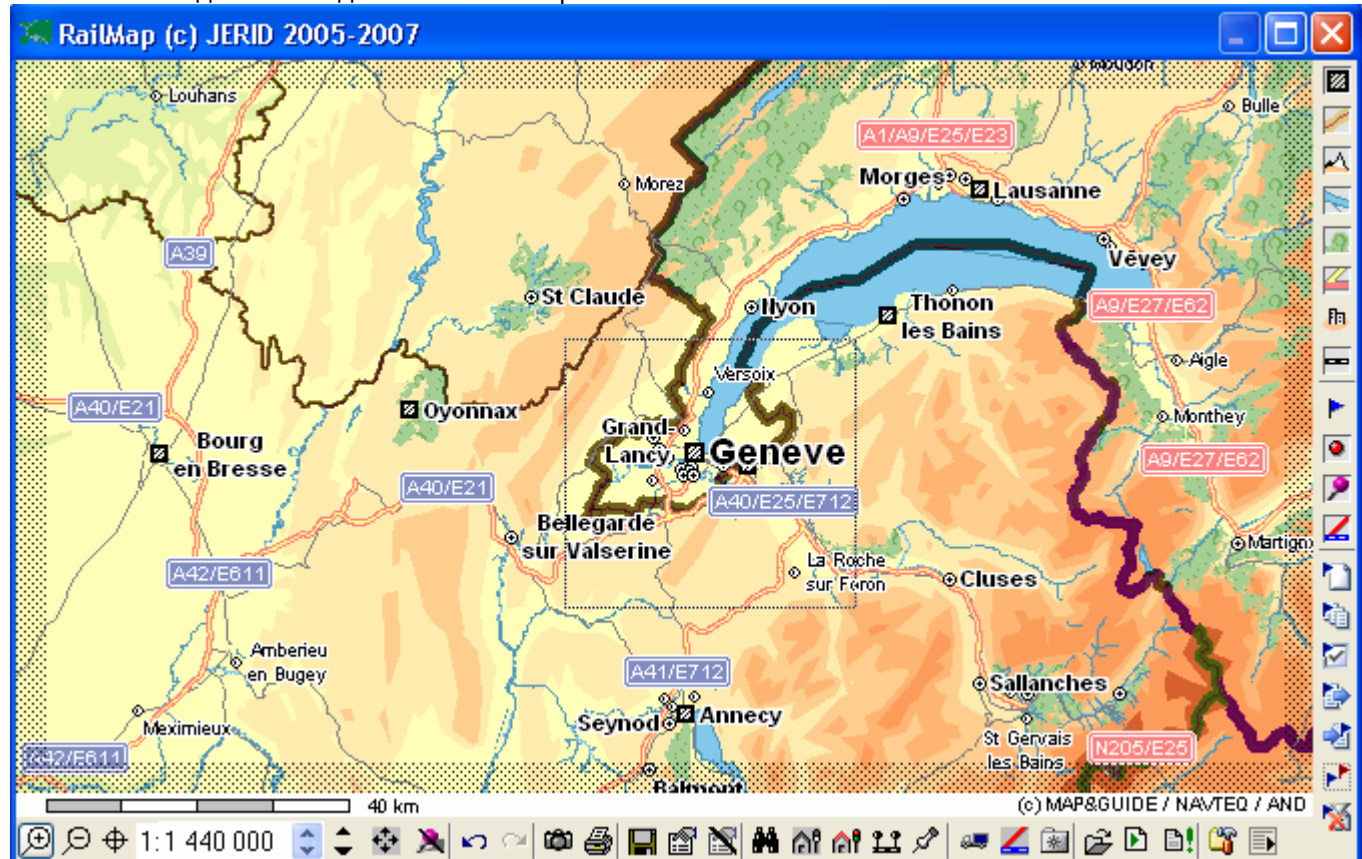 RailMap (c) JERID 2005-2007
Moudon
Louhans
Bulle
A1/A9/E25/E23
Morez
Morges
Lausanne
A39
Vevey
St Claude
Nyon
Thonon
les Bains
A9/E27/E62
Versoix
Aigle
A40/E21
Oyonnax
Monthey
Grand-
Lancy
Geneve
Bourg
en Bresse
A9/E27/E62
A40/E21
A40/E25/E712
Bellegarde
sur Valserine
Martigny
A42/E611
La Roche
sur Foron
Cluses
Amberieu
en Bugey
A41/E712
Sallanches
Seynod
Annecy
Meximieux
St Gervais
les Bains
N205/E25
A42/E611
Balmont
40 km
(c) MAP&GUIDE / NAVTEQ / AND
1:1 440 000